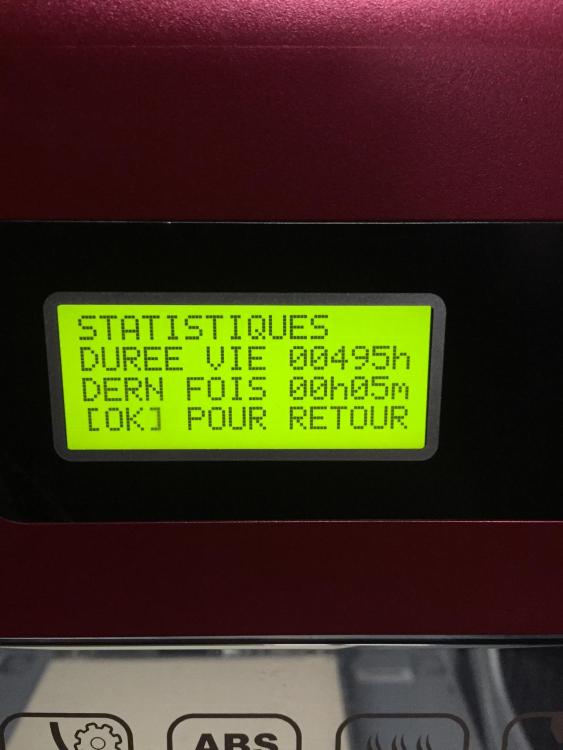 STATISTIQUES
DUREE VIE 00495h
DERN FOIS 00h05m
[OK] POUR RETOUR
ABS